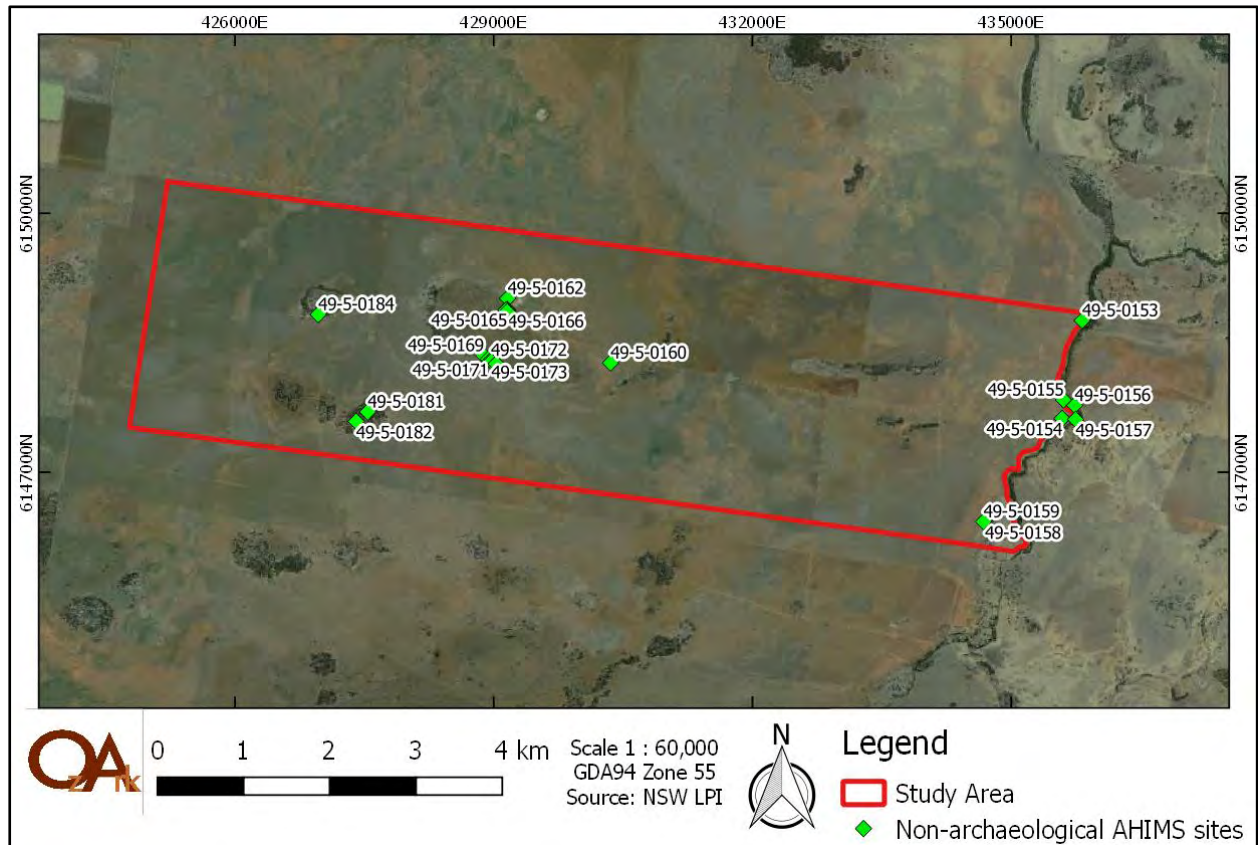 426000E 429000E 432000E 435000E
6150000N
6150000N
49-5-0162
49-5-0184
49-5-0165 49-5-0166
49-5-0153
49-5-0169 49-5-0172
49-5-0160
49-5-0171 49-5-0173
49-5-0155 49-5-0156
49-5-0181
49-5-0154 49-5-0157
49-5-0182
6147000N
6147000N
49-5-0159
49-5-0158
OzArk
0 1 2 3 4 km
Scale 1 : 60,000
GDA94 Zone 55
Source: NSW LPI
N
Legend
Study Area
Non-archaeological AHIMS sites